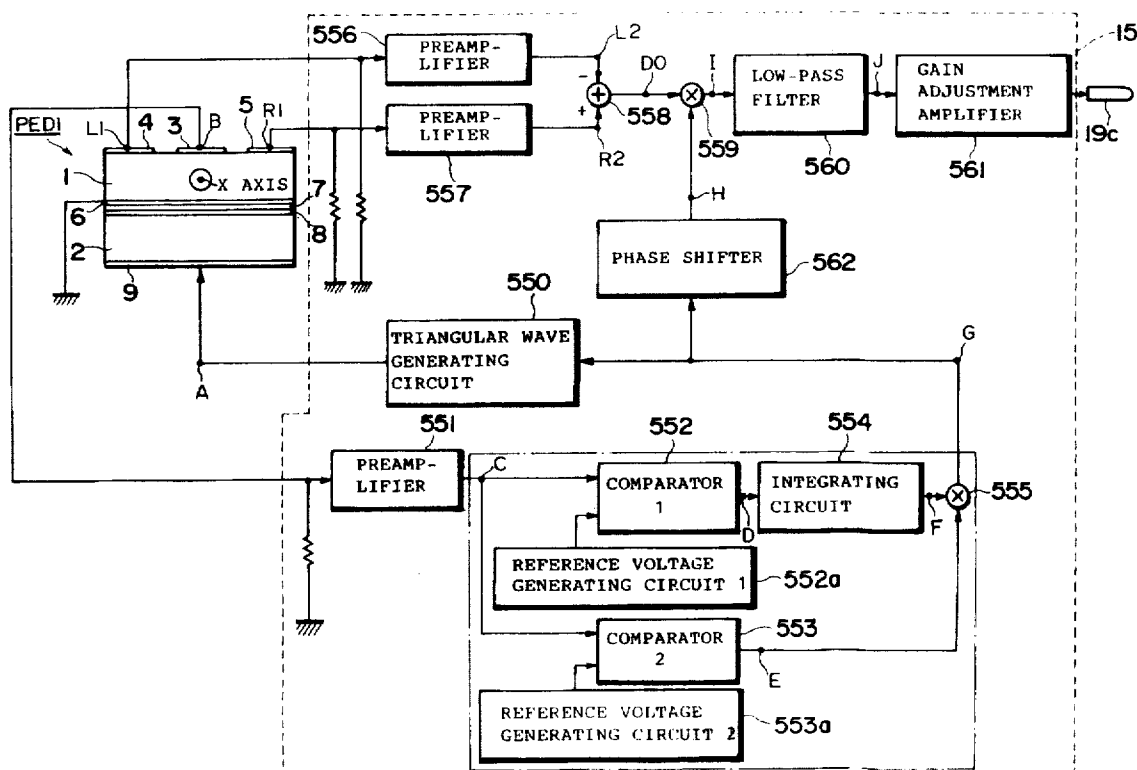 556
PREAMP-
LIFIER
L2
15
PEDI
L1
4
3
B
5
R1
-
+
DO
558
I
559
LOW-PASS
FILTER
560
J
GAIN
ADJUSTMENT
AMPLIFIER
561
19c
PREAMP-
LIFIER
557
R2
1
X AXIS
6
7
8
2
9
H
PHASE SHIFTER
562
550
TRIANGULAR WAVE
GENERATING
CIRCUIT
A
G
551
PREAMP-
LIFIER
C
552
COMPARATOR
1
D
554
INTEGRATING
CIRCUIT
F
555
REFERENCE VOLTAGE
GENERATING CIRCUIT 1
552a
COMPARATOR
2
553
E
REFERENCE VOLTAGE
GENERATING CIRCUIT 2
553a